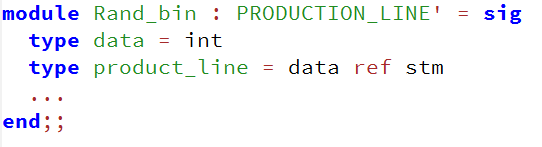 module Rand_bin : PRODUCTION_LINE' = sig
  type data = int
  type product_line = data ref stm
  ...
end;;